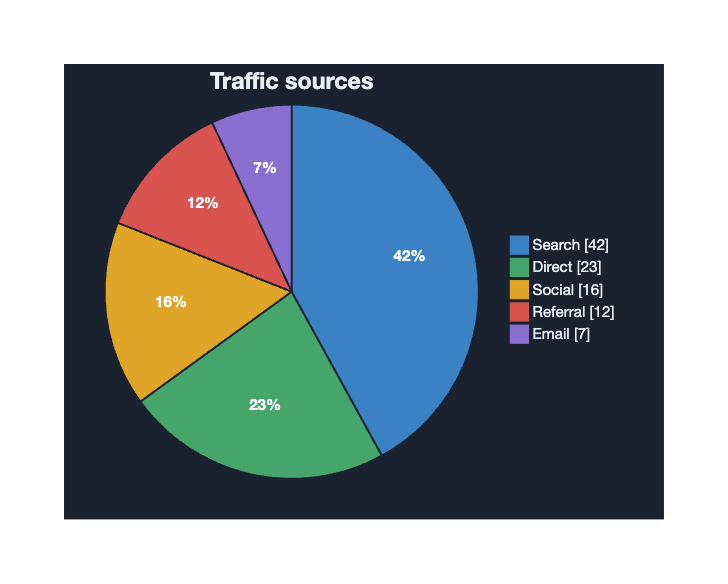 Traffic sources
7%
12%
42%
16%
23%
Search [42]
Direct [23]
Social [16]
Referral [12]
Email [7]